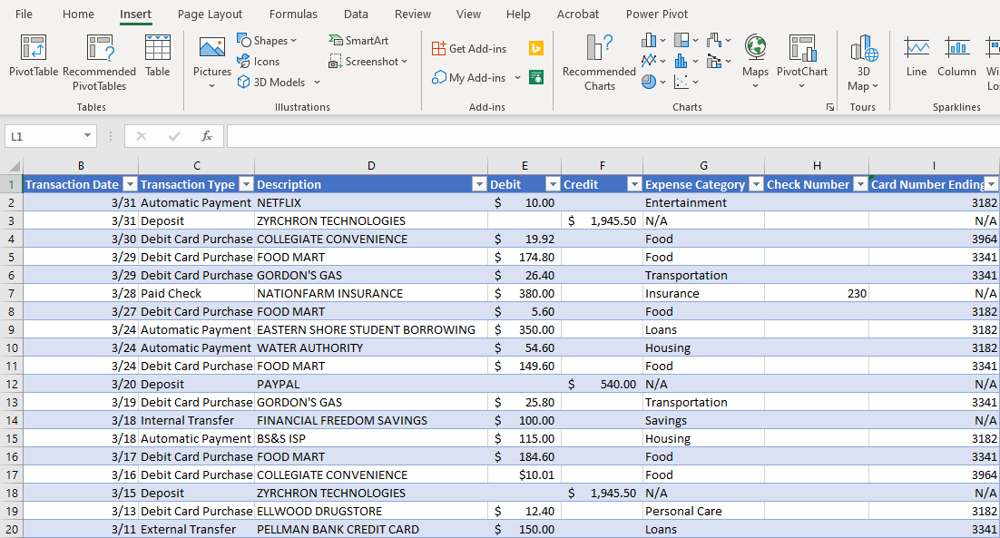 File Home Insert Page Layout Formulas Data Review View Help Acrobat Power Pivot
PivotTable Recommended PivotTables Table
Tables
Pictures Shapes Icons 3D Models SmartArt Screenshot
Illustrations
Get Add-ins
My Add-ins
Add-ins
Recommended Charts Maps PivotChart
Charts
3D Map
Tours
Line Column
Sparklines
L1 fx
B C D E F G H I
1 Transaction Date Transaction Type Description Debit Credit Expense Category Check Number Card Number Ending
2 3/31 Automatic Payment NETFLIX $ 10.00 Entertainment 3182
3 3/31 Deposit ZYRCHRON TECHNOLOGIES $ 1,945.50 N/A N/A
4 3/30 Debit Card Purchase COLLEGIATE CONVENIENCE $ 19.92 Food 3964
5 3/29 Debit Card Purchase FOOD MART $ 174.80 Food 3341
6 3/29 Debit Card Purchase GORDON'S GAS $ 26.40 Transportation 3341
7 3/28 Paid Check NATIONFARM INSURANCE $ 380.00 Insurance 230 N/A
8 3/27 Debit Card Purchase FOOD MART $ 5.60 Food 3182
9 3/24 Automatic Payment EASTERN SHORE STUDENT BORROWING $ 350.00 Loans 3182
10 3/24 Automatic Payment WATER AUTHORITY $ 54.60 Housing 3182
11 3/24 Debit Card Purchase FOOD MART $ 149.60 Food 3341
12 3/20 Deposit PAYPAL $ 540.00 N/A N/A
13 3/19 Debit Card Purchase GORDON'S GAS $ 25.80 Transportation 3341
14 3/18 Internal Transfer FINANCIAL FREEDOM SAVINGS $ 100.00 Savings N/A
15 3/18 Automatic Payment BS&S ISP $ 115.00 Housing 3182
16 3/17 Debit Card Purchase FOOD MART $ 184.60 Food 3341
17 3/16 Debit Card Purchase COLLEGIATE CONVENIENCE $10.01 Food 3964
18 3/15 Deposit ZYRCHRON TECHNOLOGIES $ 1,945.50 N/A N/A
19 3/13 Debit Card Purchase ELLWOOD DRUGSTORE $ 12.40 Personal Care 3182
20 3/11 External Transfer PELLMAN BANK CREDIT CARD $ 150.00 Loans 3341